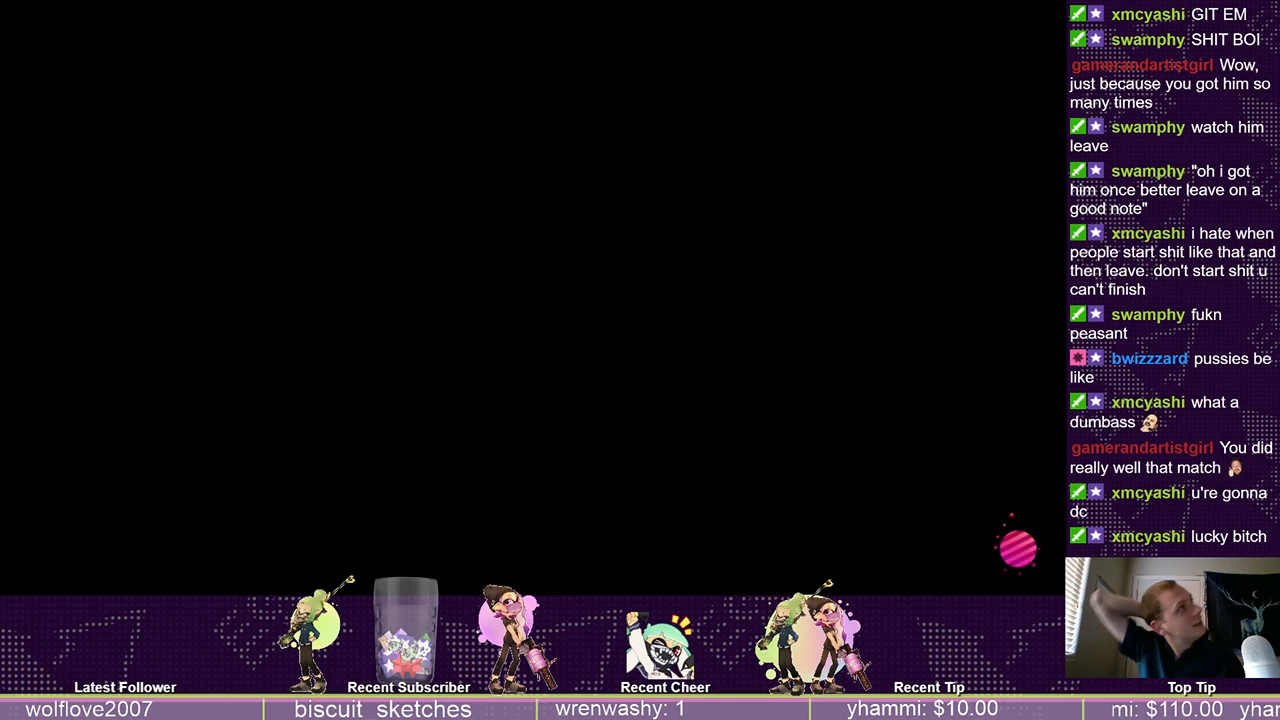 xmcyashi GIT EM
swamphy SHIT BOI
gamerandartistgirl Wow,
just because you got him so
many times
swamphy watch him
leave
swamphy "oh i got
him once better leave on a
good note"
xmcyashi i hate when
people start shit like that and
then leave. don't start shit u
can't finish
swamphy fukn
peasant
bwizzzard pussies be
like
xmcyashi what a
dumbass
gamerandartistgirl You did
really well that match
xmcyashi u're gonna
dc
xmcyashi lucky bitch
Latest Follower
Recent Subscriber
Recent Cheer
Recent Tip
Top Tip
wolflove2007
biscuit_sketches
wrenwashy: 1
yhammi: $10.00
mi: $110.00 yhar